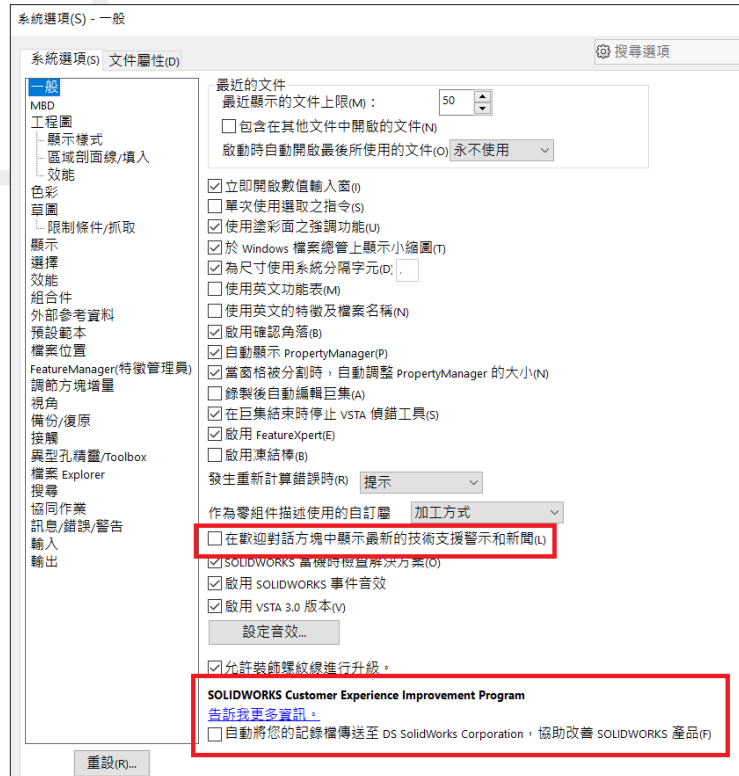 系統選項(S) - 一般
搜尋選項
系統選項(S) 文件屬性(D)
一般
MBD
工程圖
顯示樣式
區域剖面線/填入
效能
色彩
草圖
限制條件/抓取
顯示
選擇
效能
組合件
外部參考資料
預設範本
檔案位置
FeatureManager(特徵管理員)
調節方塊增量
視角
備份/復原
接觸
異型孔精靈/Toolbox
檔案 Explorer
搜尋
協同作業
訊息/錯誤/警告
輸入
輸出
重設(R)...
最近的文件
最近顯示的文件上限(M)： 50
包含在其他文件中開啟的文件(N)
啟動時自動開啟最後所使用的文件(O) 永不使用
立即開啟數值輸入窗(I)
單次使用選取之指令(S)
使用塗彩面之強調功能(U)
於 Windows 檔案總管上顯示小縮圖(T)
為尺寸使用系統分隔字元(D: .
使用英文功能表(M)
使用英文的特徵及檔案名稱(N)
啟用確認角落(B)
自動顯示 PropertyManager(P)
當窗格被分割時，自動調整 PropertyManager 的大小(N)
錄製後自動編輯巨集(A)
在巨集結束時停止 VSTA 偵錯工具(S)
啟用 FeatureXpert(E)
啟用凍結棒(B)
發生重新計算錯誤時(R) 提示
作為零組件描述使用的自訂屬 加工方式
在歡迎對話方塊中顯示最新的技術支援警示和新聞(L)
SOLIDWORKS 當機時檢查解決方案(O)
啟用 SOLIDWORKS 事件音效
啟用 VSTA 3.0 版本(V)
設定音效...
允許裝飾螺紋線進行升級。
SOLIDWORKS Customer Experience Improvement Program
告訴我更多資訊。
自動將您的記錄檔傳送至 DS SolidWorks Corporation，協助改善 SOLIDWORKS 產品(F)